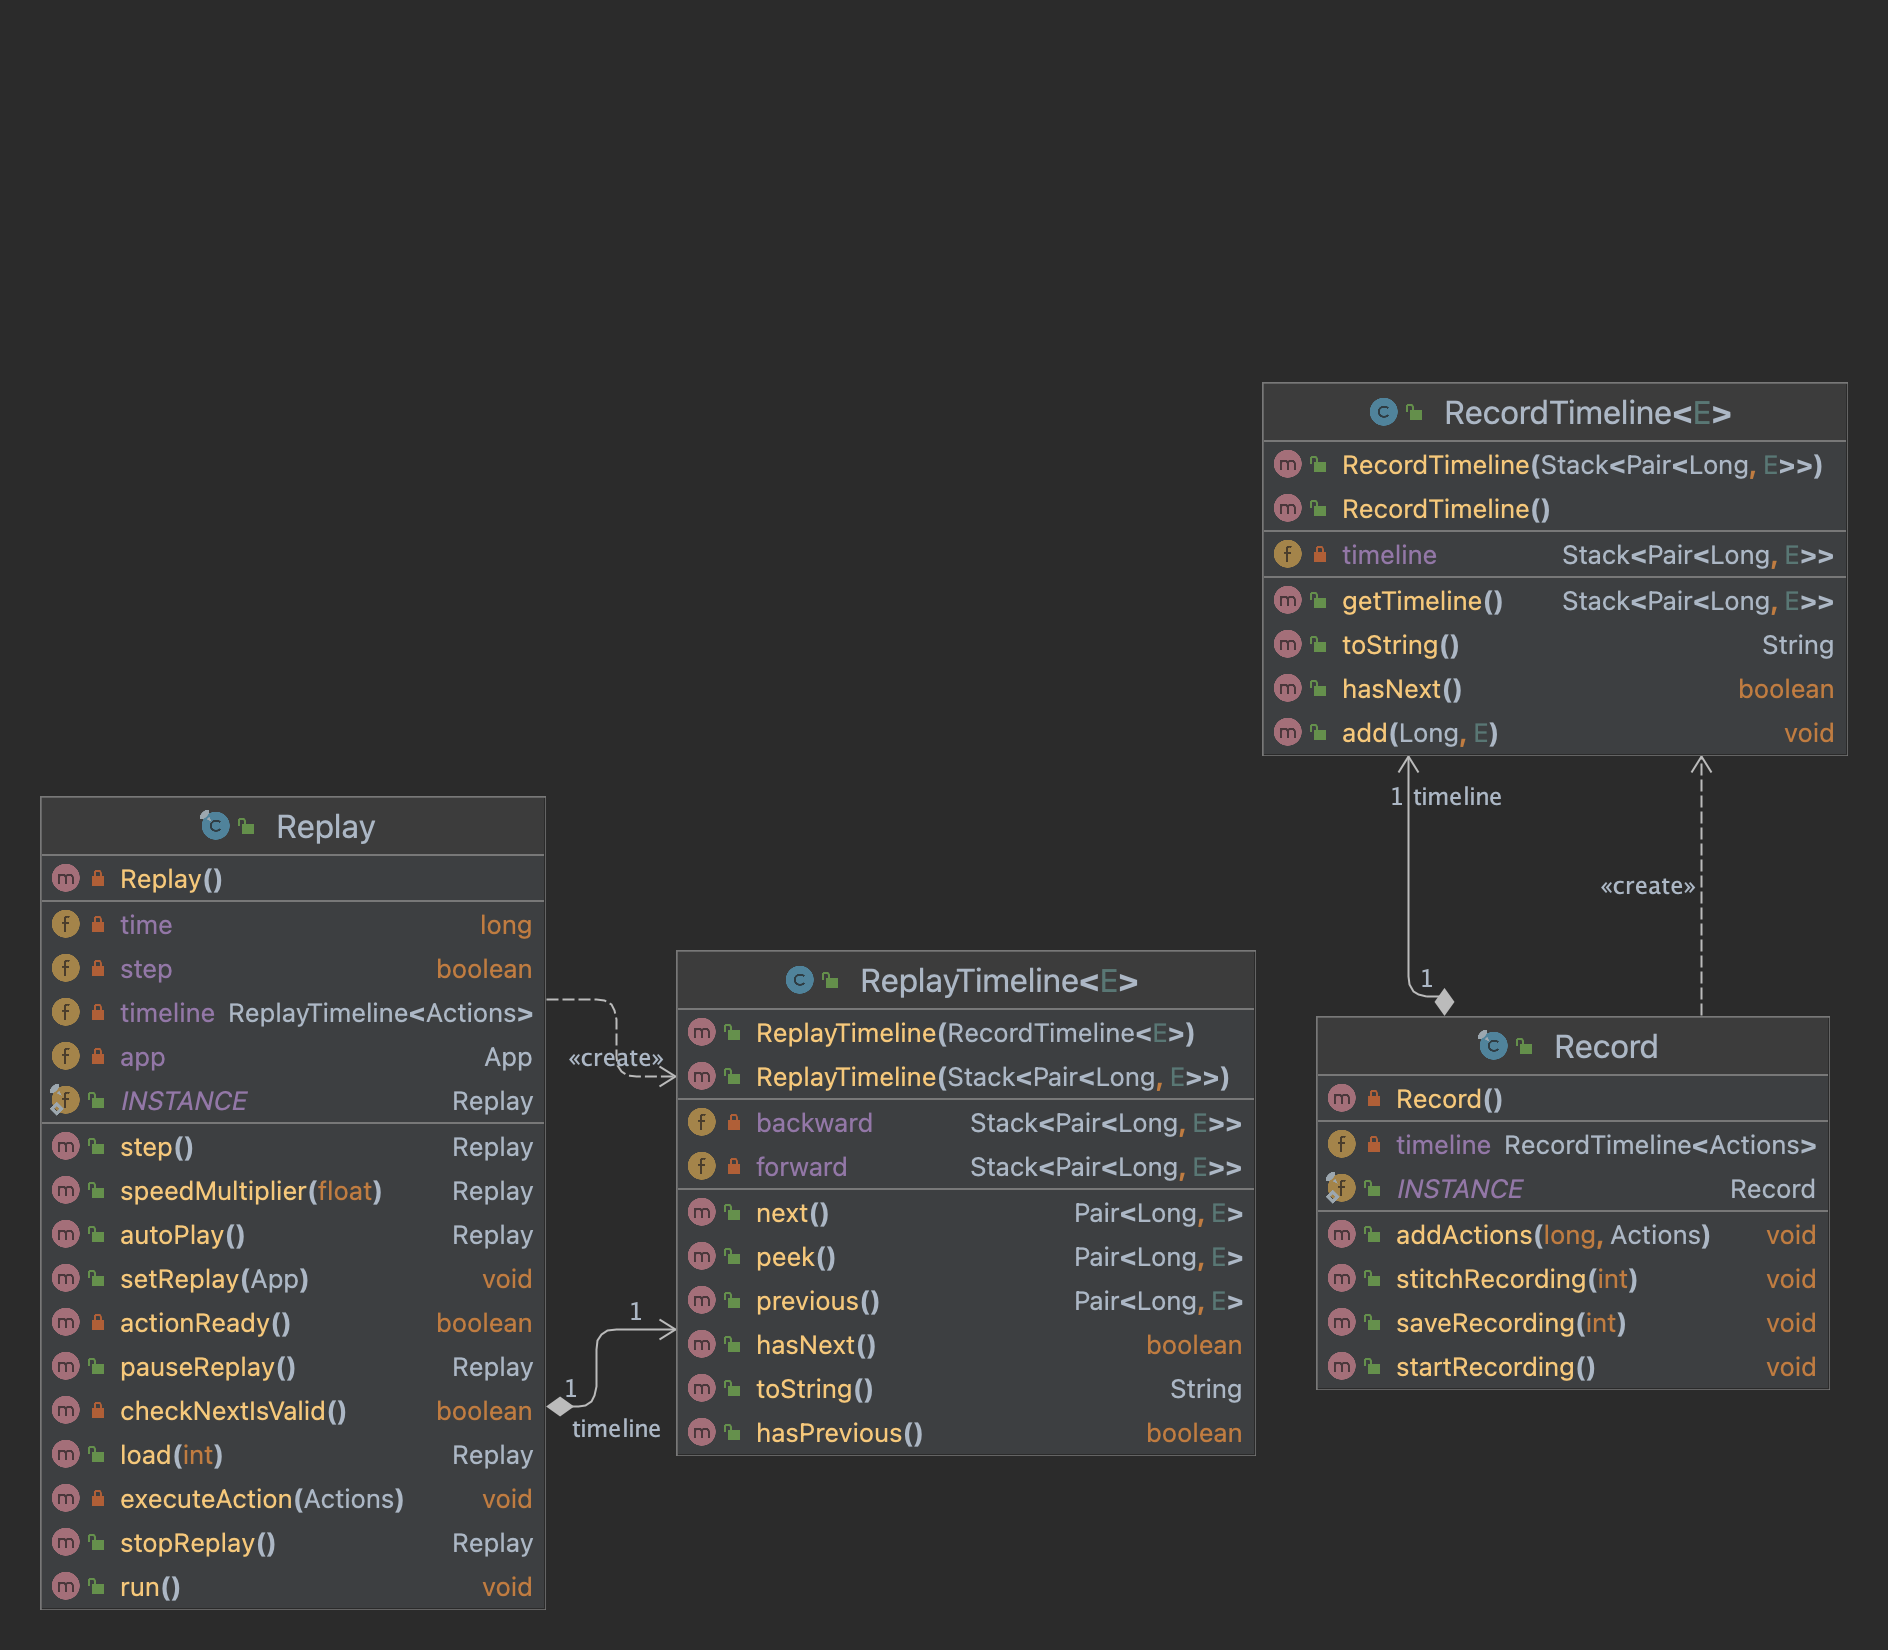 RecordTimeline<E>
RecordTimeline(Stack<Pair<Long, E>>)
RecordTimeline()
timeline Stack<Pair<Long, E>>
getTimeline() Stack<Pair<Long, E>>
toString() String
hasNext() boolean
add(Long, E) void
1 timeline
«create»
1
Replay
Replay()
time long
step boolean
timeline ReplayTimeline<Actions>
app App
INSTANCE Replay
step() Replay
speedMultiplier(float) Replay
autoPlay() Replay
setReplay(App) void
actionReady() boolean
pauseReplay() Replay
checkNextIsValid() boolean
load(int) Replay
executeAction(Actions) void
stopReplay() Replay
run() void
«create»
1
1
timeline
ReplayTimeline<E>
ReplayTimeline(RecordTimeline<E>)
ReplayTimeline(Stack<Pair<Long, E>>)
backward Stack<Pair<Long, E>>
forward Stack<Pair<Long, E>>
next() Pair<Long, E>
peek() Pair<Long, E>
previous() Pair<Long, E>
hasNext() boolean
toString() String
hasPrevious() boolean
Record
Record()
timeline RecordTimeline<Actions>
INSTANCE Record
addActions(long, Actions) void
stitchRecording(int) void
saveRecording(int) void
startRecording() void